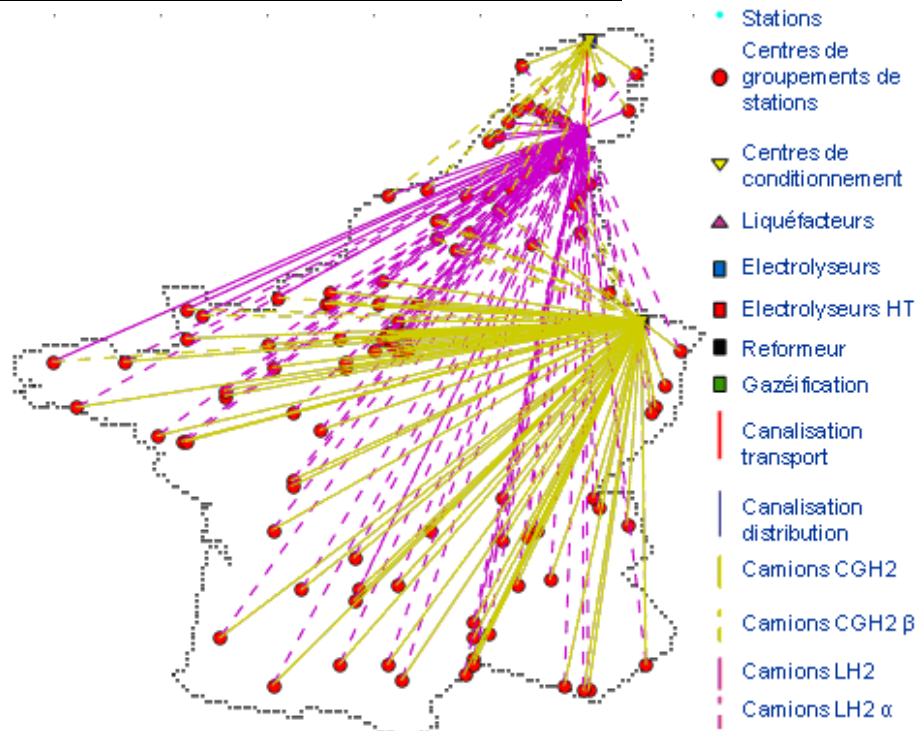 Stations
Centres de
groupements de
stations
Centres de
conditionnement
Liquéfacteurs
Electrolyseurs
Electrolyseurs HT
Reformeur
Gazéification
Canalisation
transport
Canalisation
distribution
Camions CGH2
Camions CGH2 β
Camions LH2
Camions LH2 α